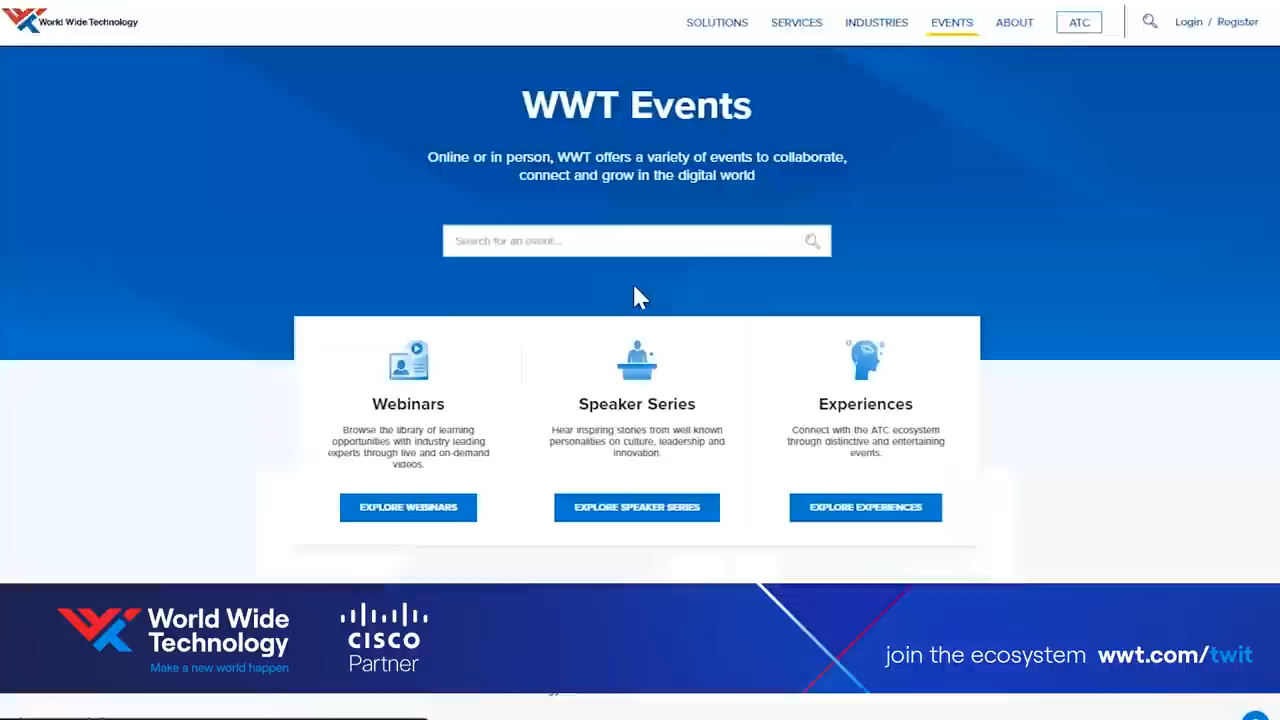 World Wide Technology
SOLUTIONS SERVICES INDUSTRIES EVENTS ABOUT ATC Login / Register
WWT Events
Online or in person, WWT offers a variety of events to collaborate,
connect and grow in the digital world
Search for an event...
Webinars
Browse the library of learning
opportunities with industry leading
experts through live and on-demand
videos.
EXPLORE WEBINARS
Speaker Series
Hear inspiring stories from well known
personalities on culture, leadership and
innovation.
EXPLORE SPEAKER SERIES
Experiences
Connect with the ATC ecosystem
through distinctive and entertaining
events.
EXPLORE EXPERIENCES
World Wide
Technology
Make a new world happen
CISCO
Partner
join the ecosystem wwt.com/twit